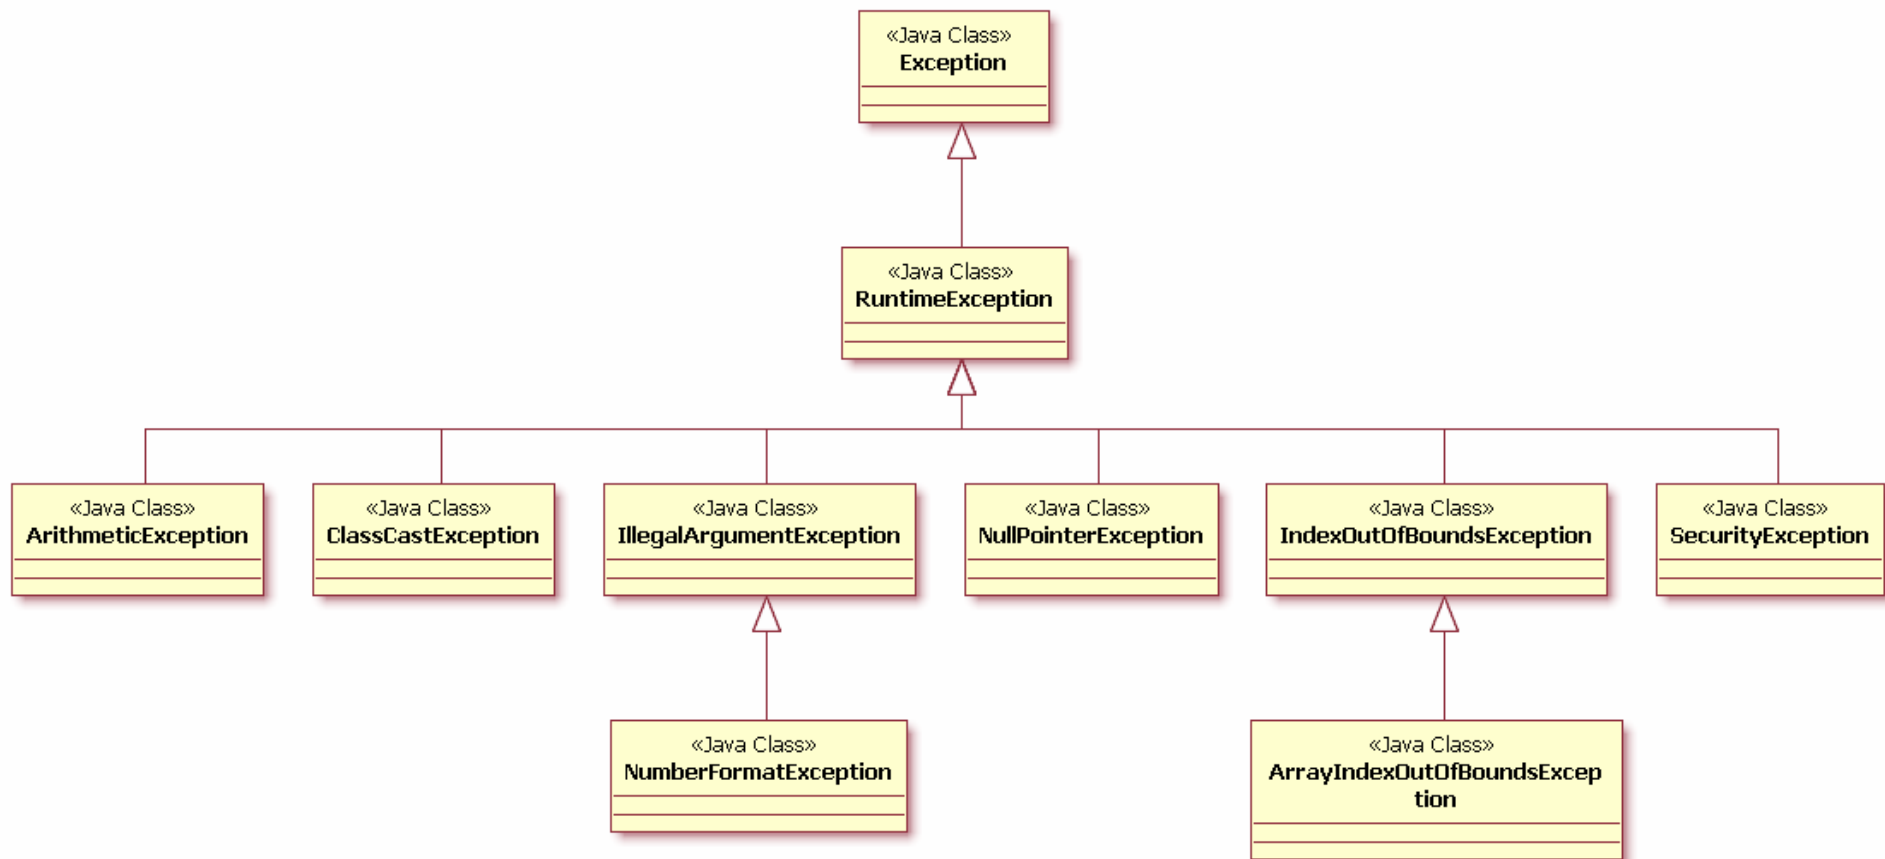 «Java Class»
Exception
«Java Class»
RuntimeException
«Java Class»
ArithmeticException
«Java Class»
ClassCastException
«Java Class»
IllegalArgumentException
«Java Class»
NullPointerException
«Java Class»
IndexOutOfBoundsException
«Java Class»
SecurityException
«Java Class»
NumberFormatException
«Java Class»
ArrayIndexOutOfBoundsExcep
tion